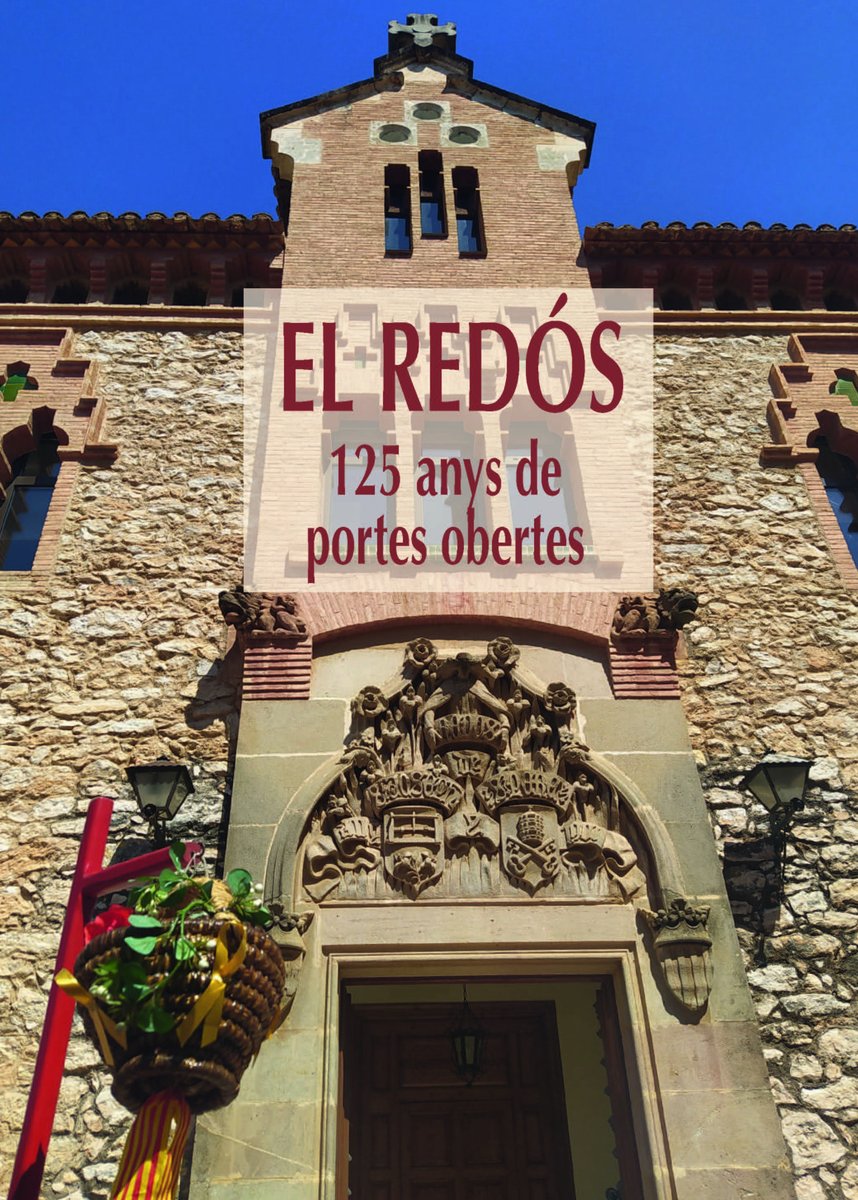 EL REDÓS
125 anys de
portes obertes